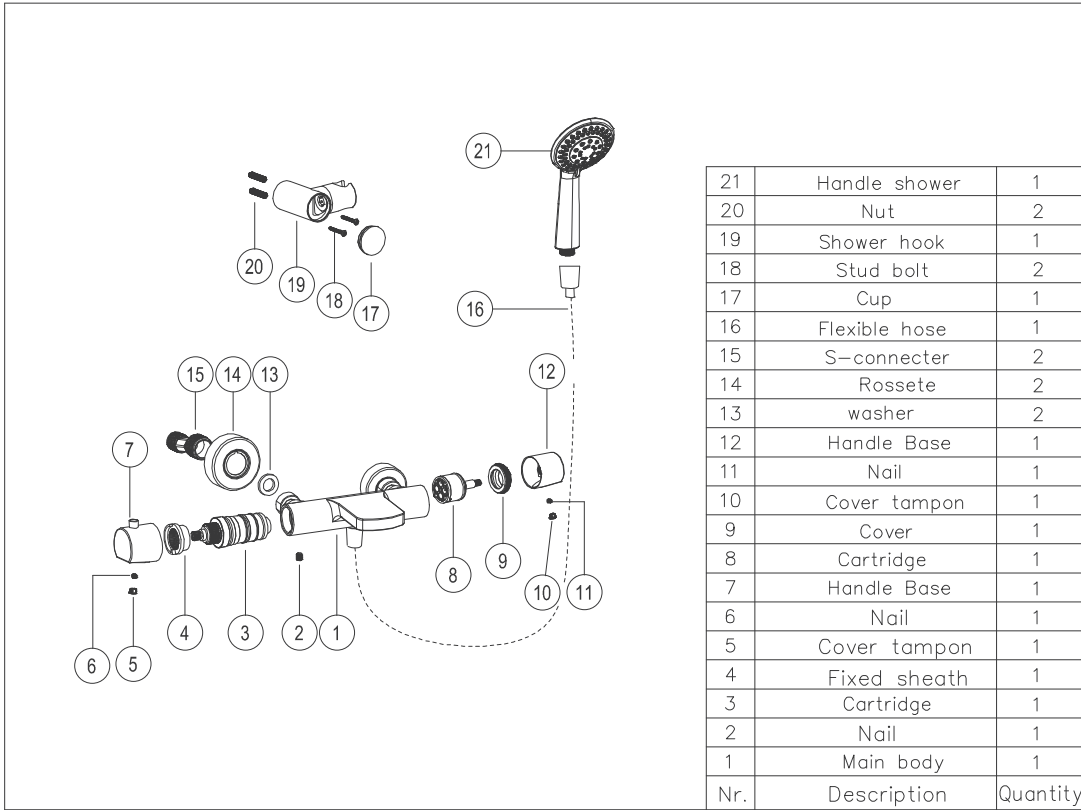 21
20
19
18
17
16
15
14
13
12
7
8
9
10
11
4
3
2
1
6
5
21 Handle shower 1
20 Nut 2
19 Shower hook 1
18 Stud bolt 2
17 Cup 1
16 Flexible hose 1
15 S-connecter 2
14 Rossete 2
13 washer 2
12 Handle Base 1
11 Nail 1
10 Cover tampon 1
9 Cover 1
8 Cartridge 1
7 Handle Base 1
6 Nail 1
5 Cover tampon 1
4 Fixed sheath 1
3 Cartridge 1
2 Nail 1
1 Main body 1
Nr. Description Quantity